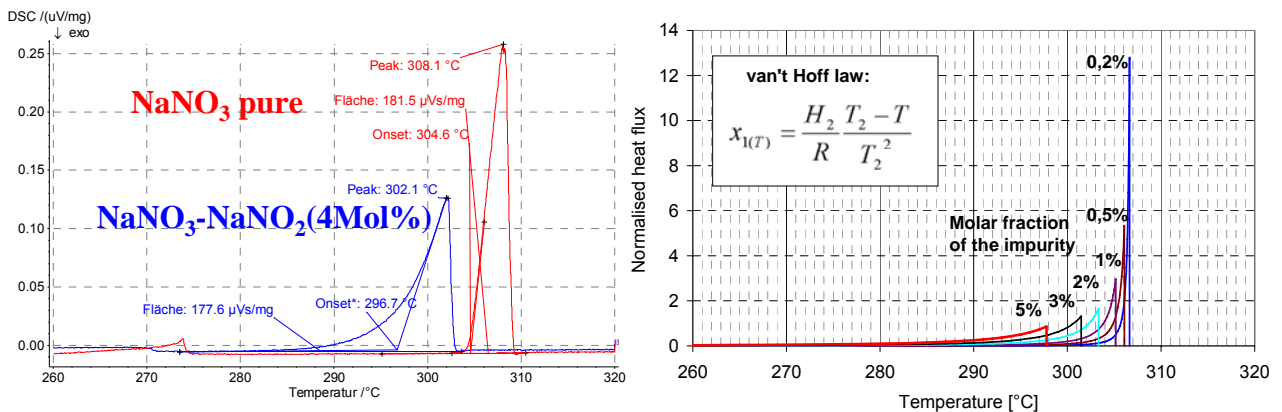 DSC /(uV/mg)
↓ exo
0.25
0.20
0.15
0.10
0.05
0.00
Peak: 308.1 °C
NaNO3 pure
Fläche: 181.5 µVs/mg
Onset: 304.6 °C
Peak: 302.1 °C
NaNO3-NaNO2(4Mol%)
Onset*: 296.7 °C
Fläche: 177.6 µVs/mg
260 270 280 290 300 310 320
Temperatur /°C
14
12
10
8
6
4
2
0
Normalised heat flux
van't Hoff law:
x1(T) = H2/R (T2 − T)/T2²
0,2%
Molar fraction
of the impurity
0,5%
1%
2%
3%
5%
260 270 280 290 300 310 320
Temperature [°C]